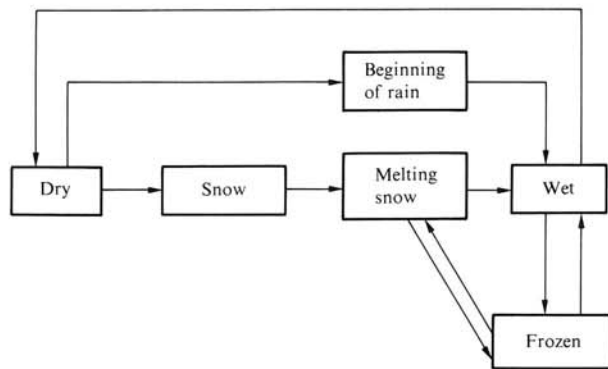 Beginning
of rain
Dry
Snow
Melting
snow
Wet
Frozen